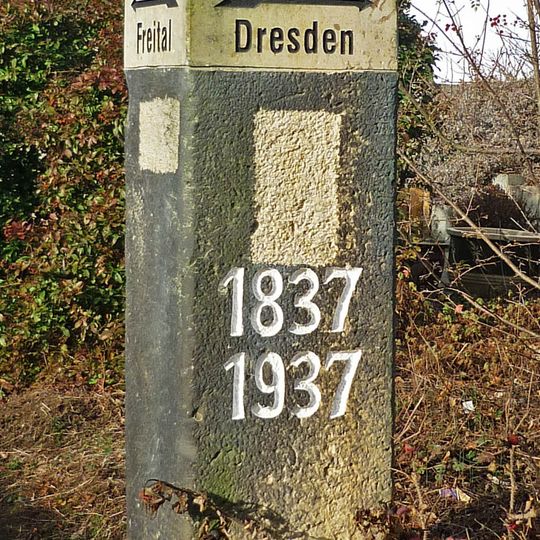 Freital
Dresden
1837
1937